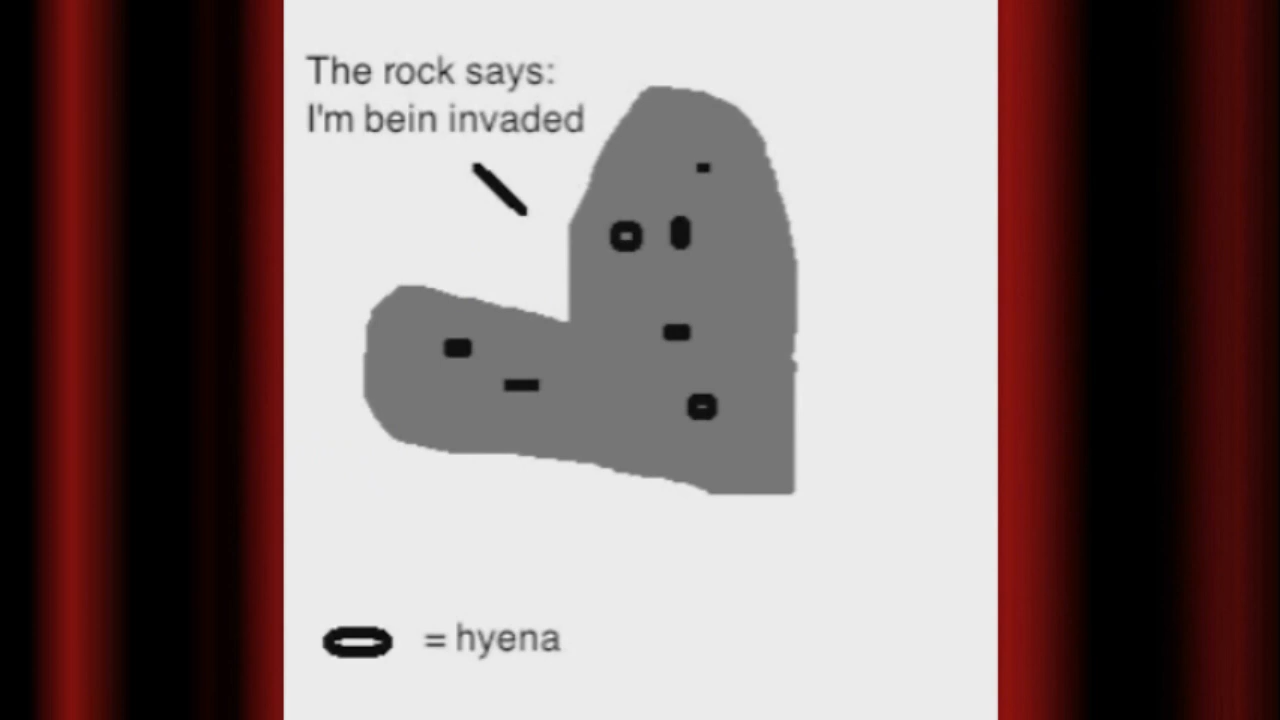 The rock says:
I'm bein invaded
= hyena